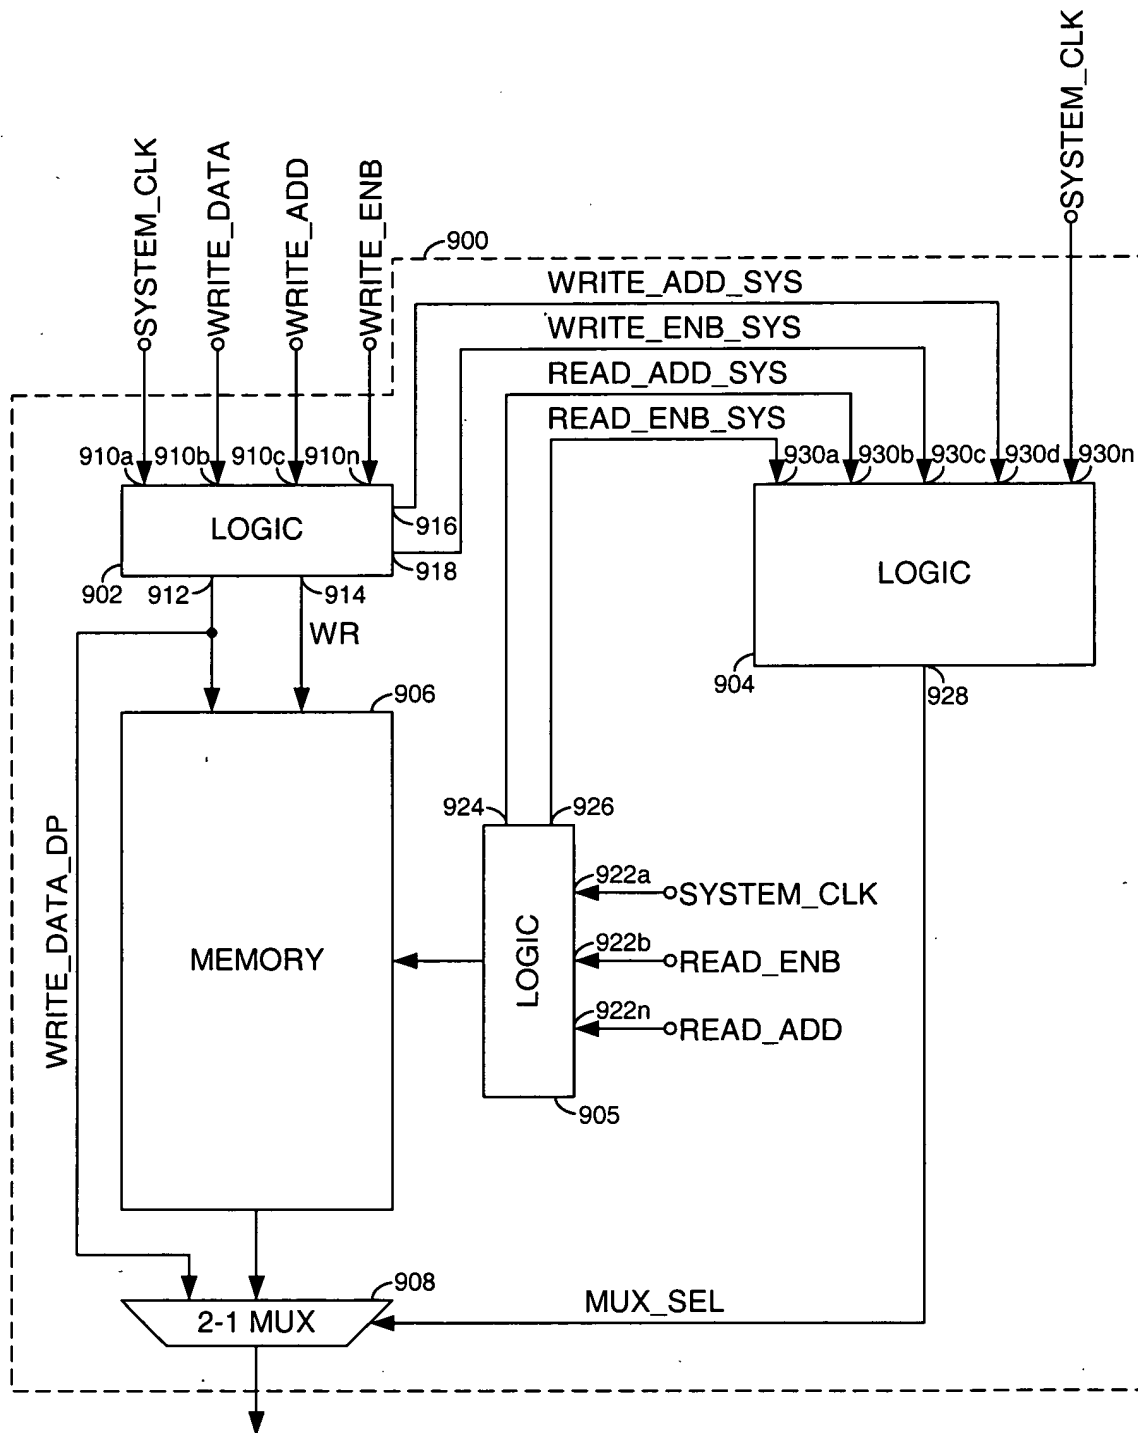 SYSTEM_CLK
SYSTEM_CLK
WRITE_DATA
WRITE_ADD
WRITE_ENB
900
WRITE_ADD_SYS
WRITE_ENB_SYS
READ_ADD_SYS
READ_ENB_SYS
910a 910b 910c 910n
930a 930b 930c 930d 930n
LOGIC
916
918
902
912
914
LOGIC
WR
904
928
906
924
926
WRITE_DATA_DP
MEMORY
LOGIC
922a
SYSTEM_CLK
922b
READ_ENB
922n
READ_ADD
905
908
2-1 MUX
MUX_SEL